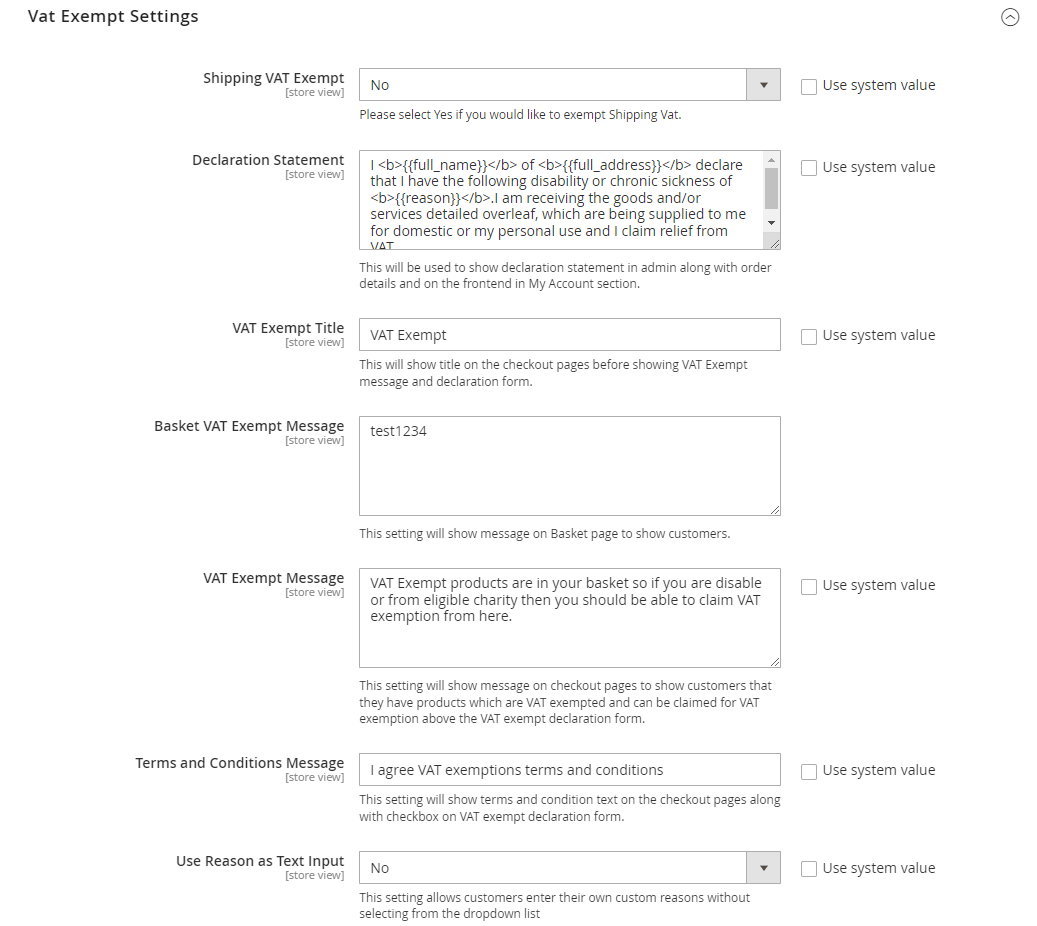 Vat Exempt Settings
Shipping VAT Exempt
[store view]
No
Use system value
Please select Yes if you would like to exempt Shipping Vat.
Declaration Statement
[store view]
I <b>{{full_name}}</b> of <b>{{full_address}}</b> declare
that I have the following disability or chronic sickness of
<b>{{reason}}</b>.I am receiving the goods and/or
services detailed overleaf, which are being supplied to me
for domestic or my personal use and I claim relief from
VAT
Use system value
This will be used to show declaration statement in admin along with order
details and on the frontend in My Account section.
VAT Exempt Title
[store view]
VAT Exempt
Use system value
This will show title on the checkout pages before showing VAT Exempt
message and declaration form.
Basket VAT Exempt Message
[store view]
test1234
This setting will show message on Basket page to show customers.
VAT Exempt Message
[store view]
VAT Exempt products are in your basket so if you are disable
or from eligible charity then you should be able to claim VAT
exemption from here.
Use system value
This setting will show message on checkout pages to show customers that
they have products which are VAT exempted and can be claimed for VAT
exemption above the VAT exempt declaration form.
Terms and Conditions Message
[store view]
I agree VAT exemptions terms and conditions
Use system value
This setting will show terms and condition text on the checkout pages along
with checkbox on VAT exempt declaration form.
Use Reason as Text Input
[store view]
No
Use system value
This setting allows customers enter their own custom reasons without
selecting from the dropdown list